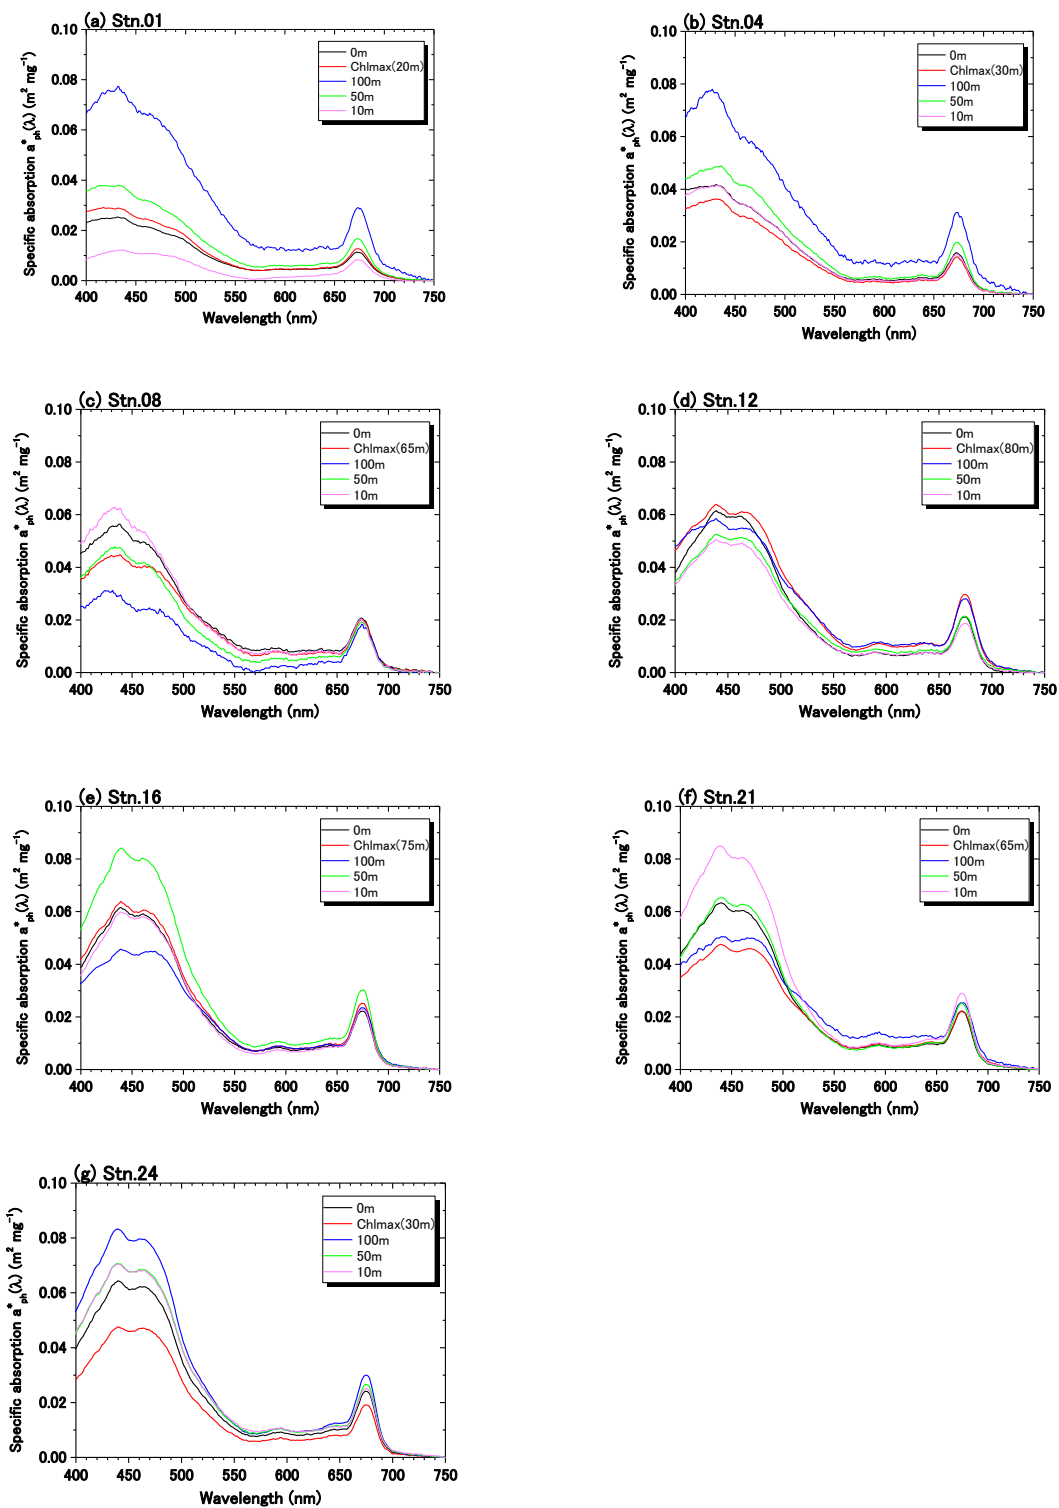 (a) Stn.01
Specific absorption a*ph(λ) (m² mg⁻¹)
0.10
0.08
0.06
0.04
0.02
0.00
0m
Chlmax(20m)
100m
50m
10m
400 450 500 550 600 650 700 750
Wavelength (nm)
(b) Stn.04
Specific absorption a*ph(λ) (m² mg⁻¹)
0.10
0.08
0.06
0.04
0.02
0.00
0m
Chlmax(30m)
100m
50m
10m
400 450 500 550 600 650 700 750
Wavelength (nm)
(c) Stn.08
Specific absorption a*ph(λ) (m² mg⁻¹)
0.10
0.08
0.06
0.04
0.02
0.00
0m
Chlmax(65m)
100m
50m
10m
400 450 500 550 600 650 700 750
Wavelength (nm)
(d) Stn.12
Specific absorption a*ph(λ) (m² mg⁻¹)
0.10
0.08
0.06
0.04
0.02
0.00
0m
Chlmax(80m)
100m
50m
10m
400 450 500 550 600 650 700 750
Wavelength (nm)
(e) Stn.16
Specific absorption a*ph(λ) (m² mg⁻¹)
0.10
0.08
0.06
0.04
0.02
0.00
0m
Chlmax(75m)
100m
50m
10m
400 450 500 550 600 650 700 750
Wavelength (nm)
(f) Stn.21
Specific absorption a*ph(λ) (m² mg⁻¹)
0.10
0.08
0.06
0.04
0.02
0.00
0m
Chlmax(65m)
100m
50m
10m
400 450 500 550 600 650 700 750
Wavelength (nm)
(g) Stn.24
Specific absorption a*ph(λ) (m² mg⁻¹)
0.10
0.08
0.06
0.04
0.02
0.00
0m
Chlmax(30m)
100m
50m
10m
400 450 500 550 600 650 700 750
Wavelength (nm)